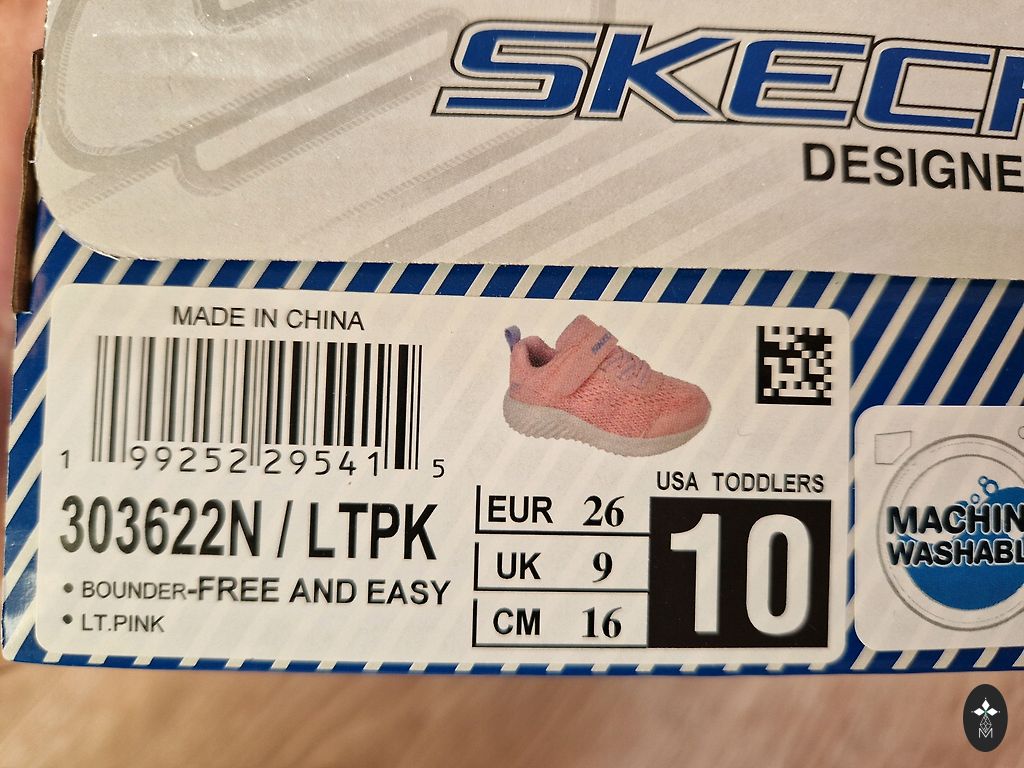 SKECH
DESIGNE
MADE IN CHINA
1 99252 29541 5
303622N / LTPK
• BOUNDER-FREE AND EASY
• LT.PINK
EUR 26
UK 9
CM 16
USA TODDLERS
10
MACHIN
WASHABL
M